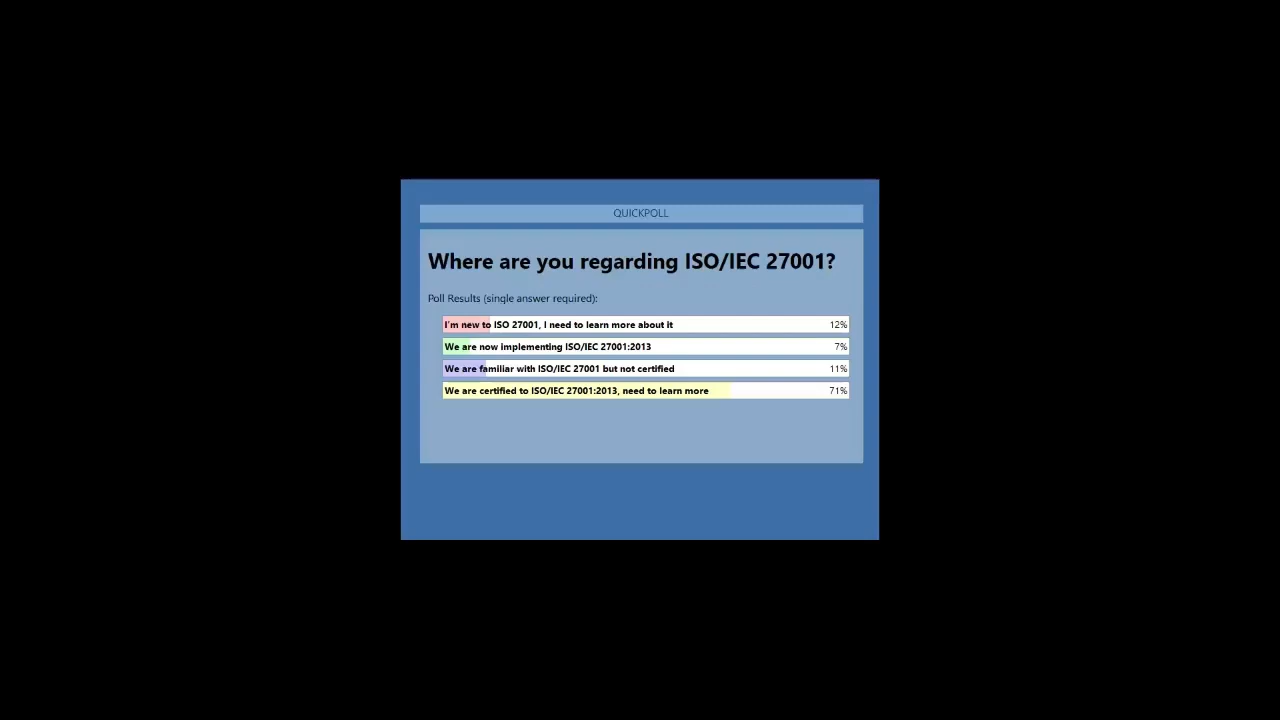 QUICKPOLL
Where are you regarding ISO/IEC 27001?
Poll Results (single answer required):
I'm new to ISO 27001, I need to learn more about it 12%
We are now implementing ISO/IEC 27001:2013 7%
We are familiar with ISO/IEC 27001 but not certified 11%
We are certified to ISO/IEC 27001:2013, need to learn more 71%